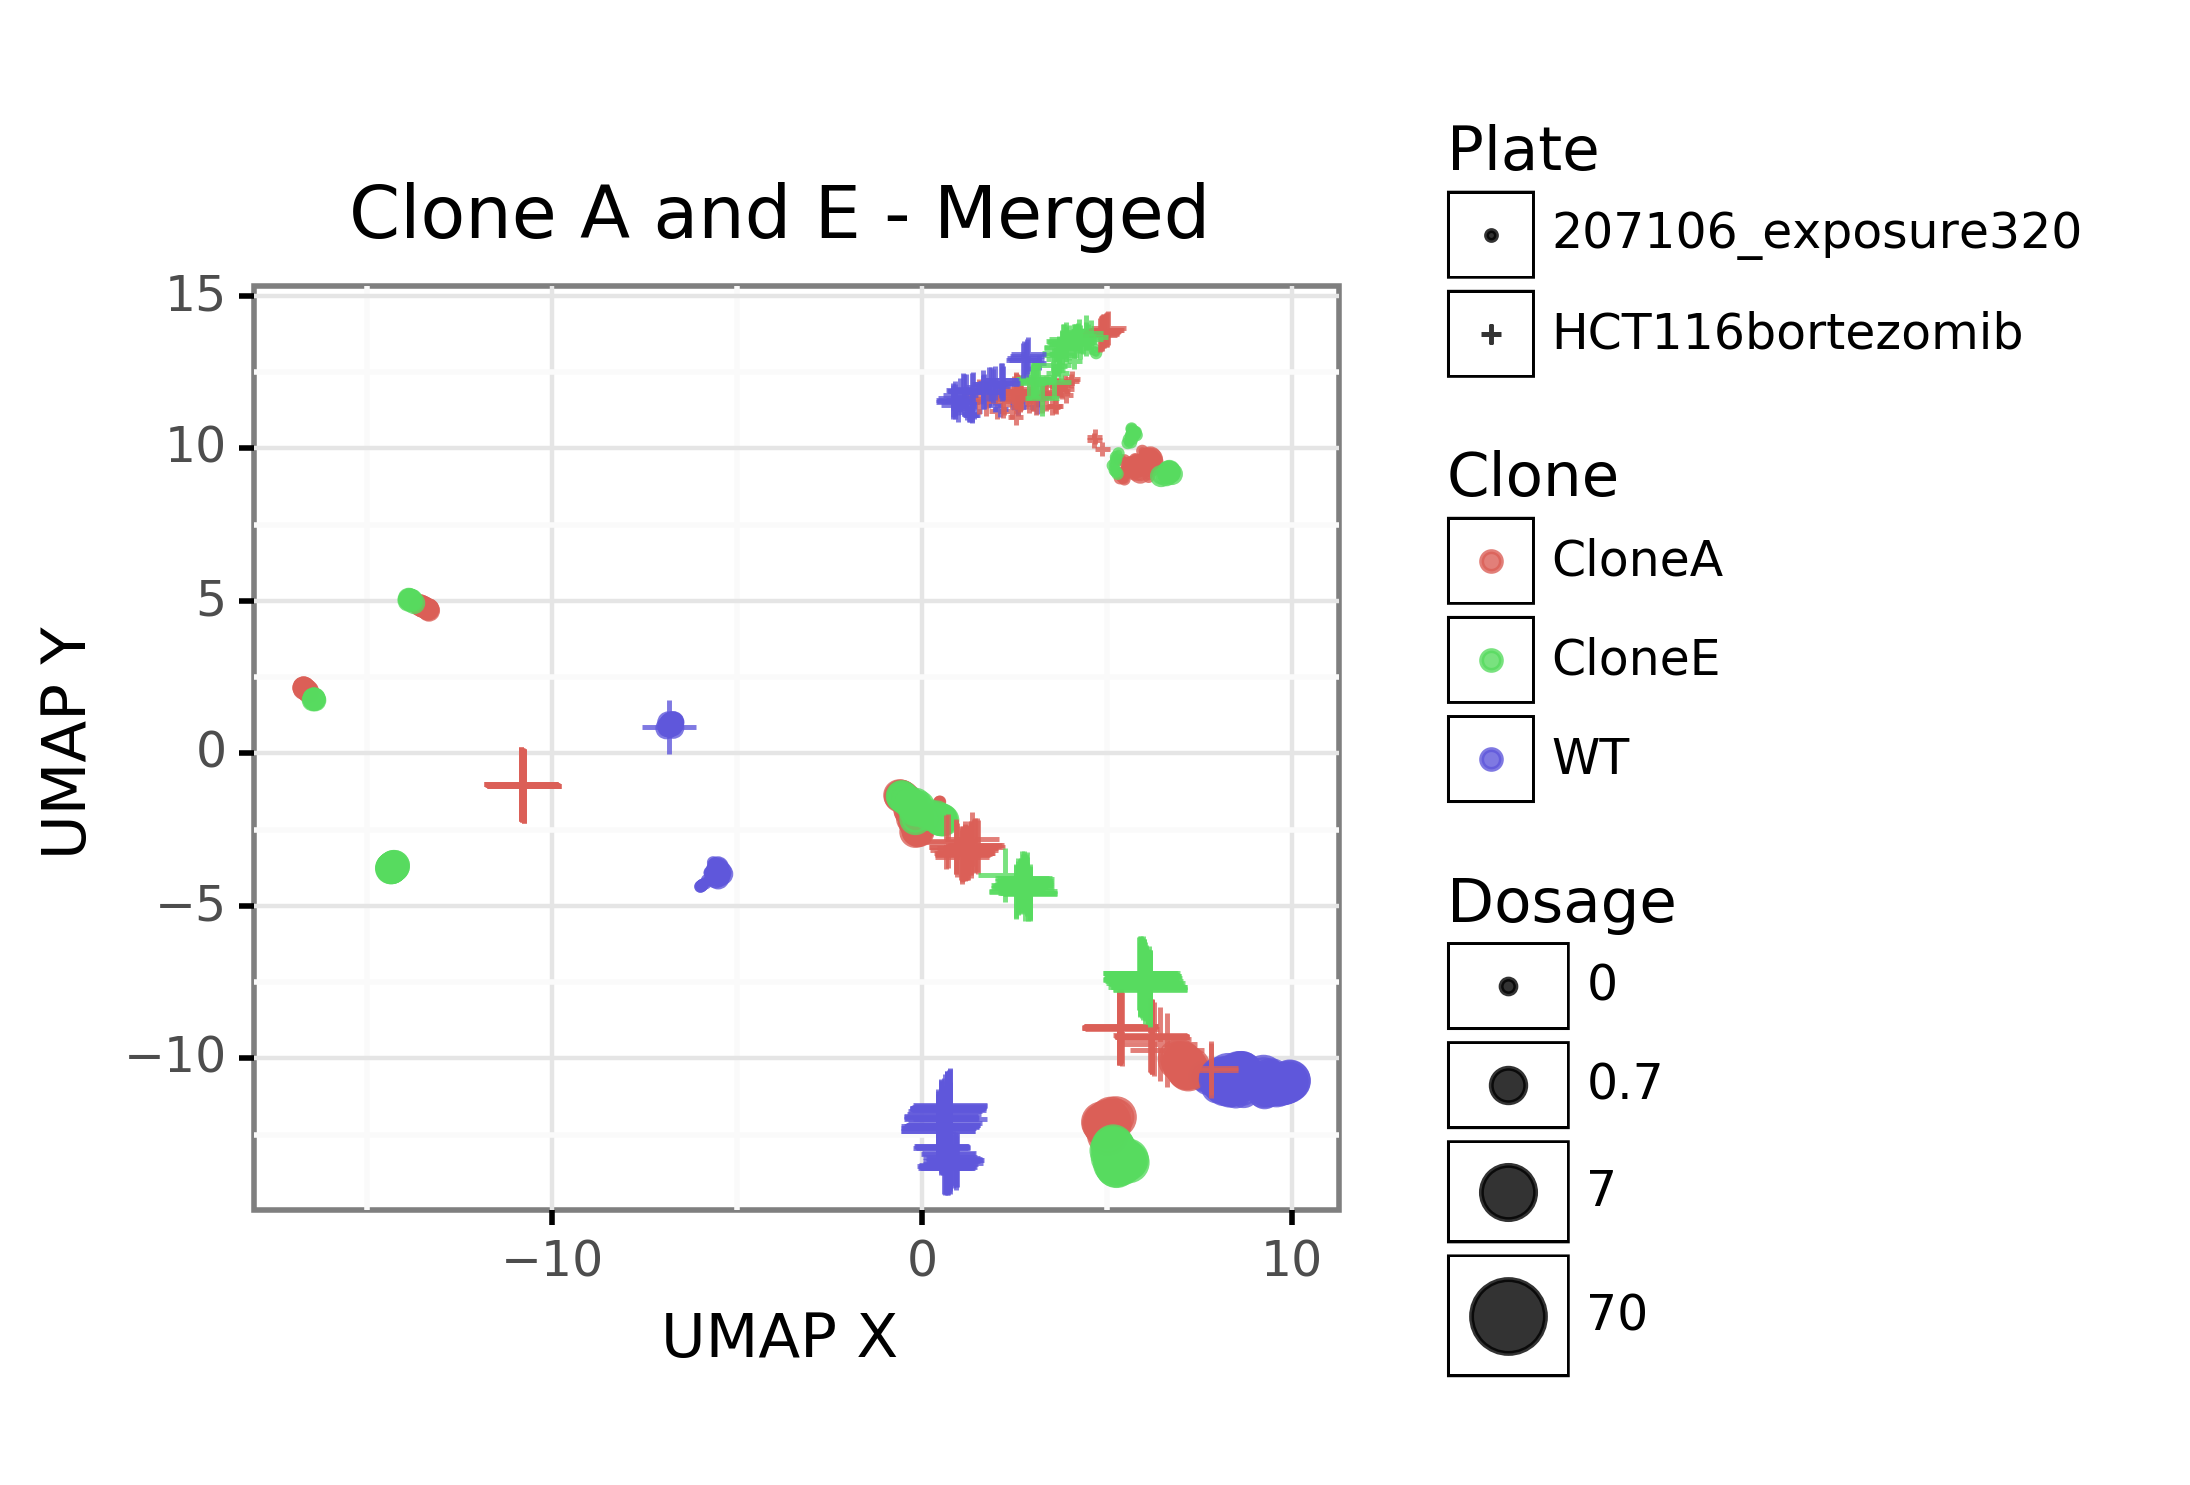 Clone A and E - Merged
15
10
5
0
−5
−10
UMAP Y
−10
0
10
UMAP X
Plate
207106_exposure320
HCT116bortezomib
Clone
CloneA
CloneE
WT
Dosage
0
0.7
7
70